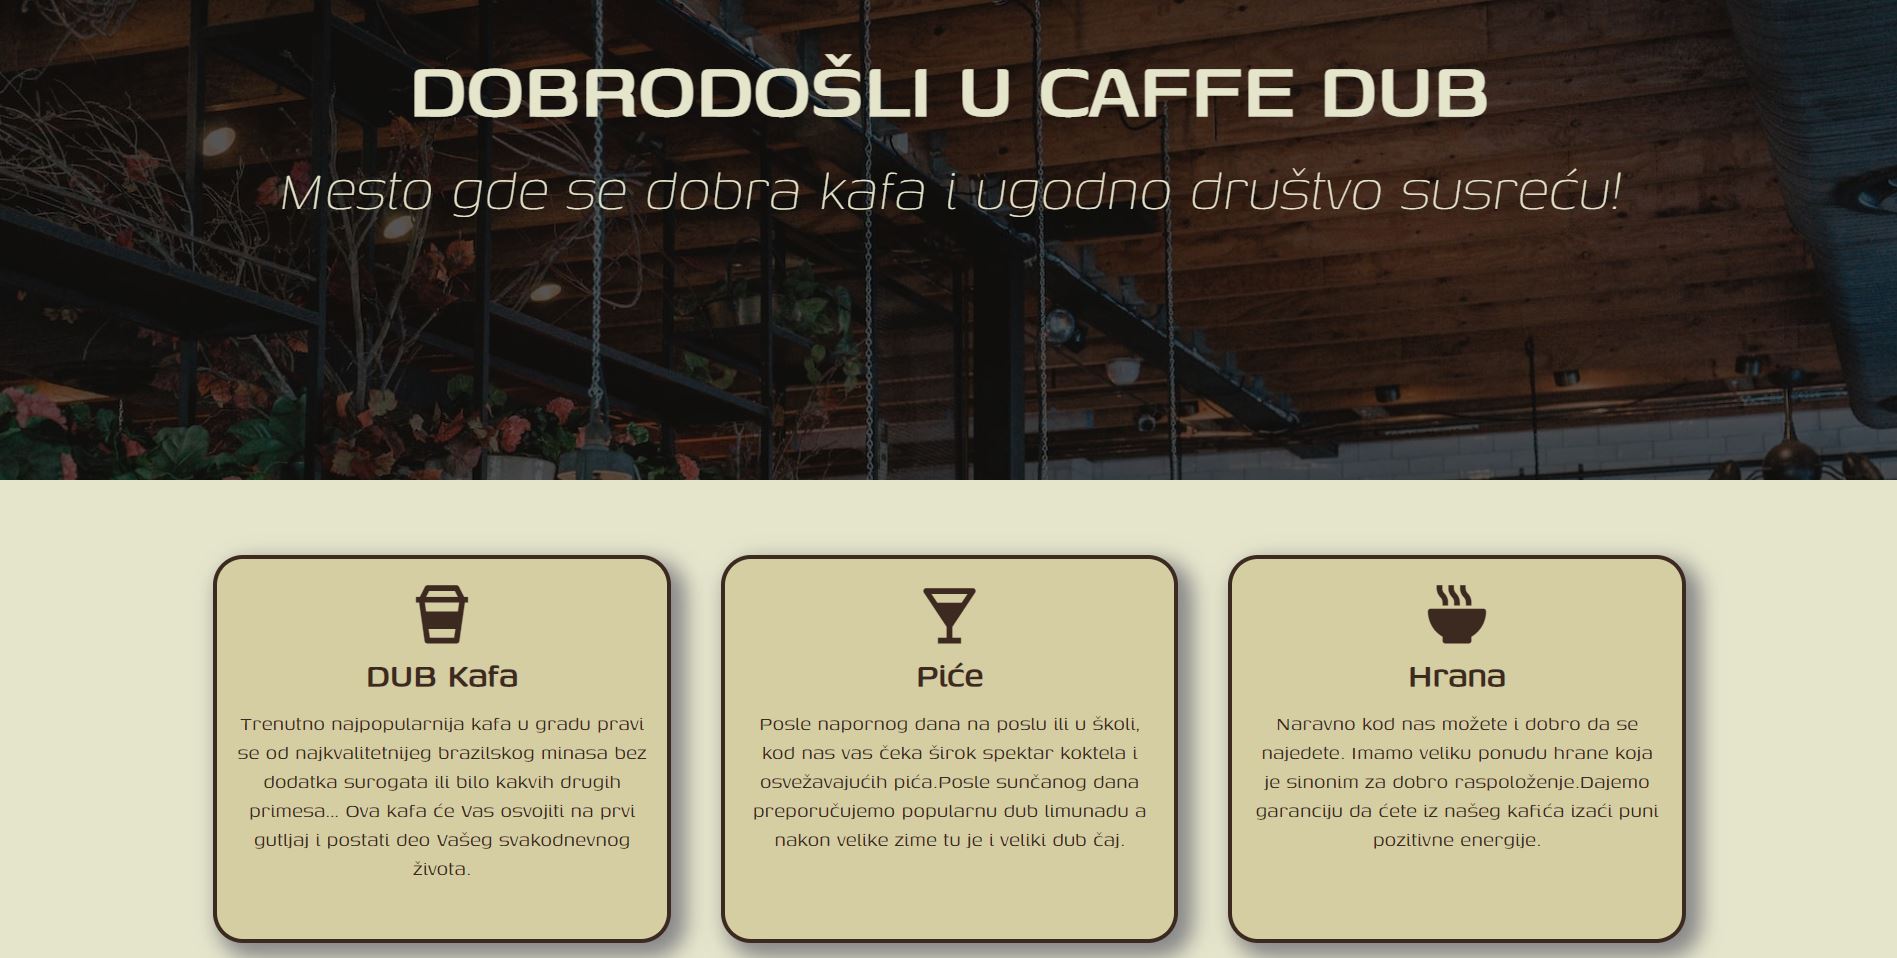 DOBRODOŠLI U CAFFE DUB
Mesto gde se dobra kafa i ugodno društvo susreću!
DUB Kafa
Trenutno najpopularnija kafa u gradu pravi
se od najkvalitetnijeg brazilskog minasa bez
dodatka surogata ili bilo kakvih drugih
primesa... Ova kafa će Vas osvojiti na prvi
gutljaj i postati deo Vašeg svakodnevnog
života.
Piće
Posle napornog dana na poslu ili u školi,
kod nas vas čeka širok spektar koktela i
osvežavajućih pića.Posle sunčanog dana
preporučujemo popularnu dub limunadu a
nakon velike zime tu je i veliki dub čaj.
Hrana
Naravno kod nas možete i dobro da se
najedete. Imamo veliku ponudu hrane koja
je sinonim za dobro raspoloženje.Dajemo
garanciju da ćete iz našeg kafića izaći puni
pozitivne energije.